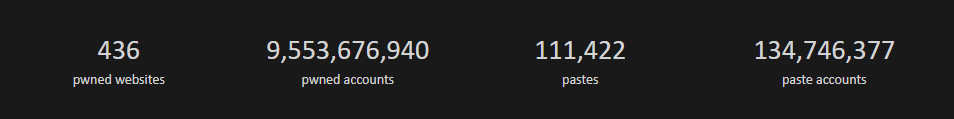 436 9,553,676,940 111,422 134,746,377
pwned websites pwned accounts pastes paste accounts